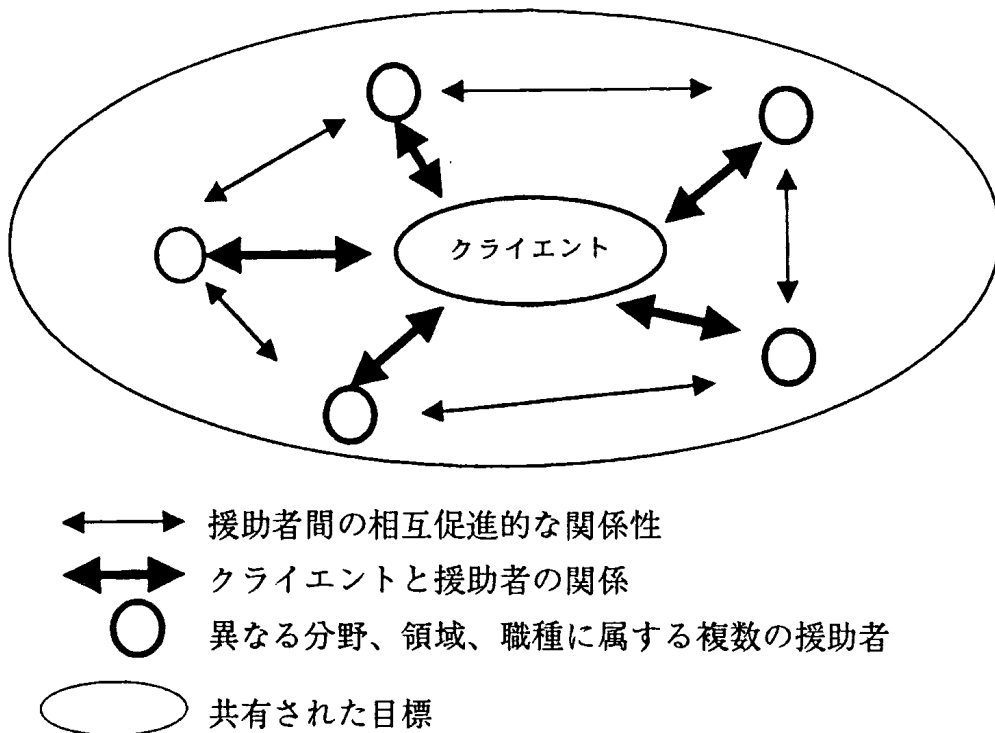 クライエント
援助者間の相互促進的な関係性
クライエントと援助者の関係
異なる分野、領域、職種に属する複数の援助者
共有された目標